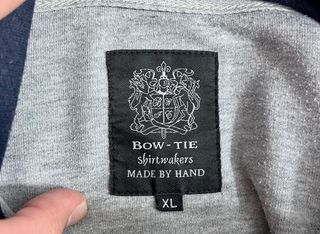 BOW-TIE
Shirtwakers
MADE BY HAND
XL